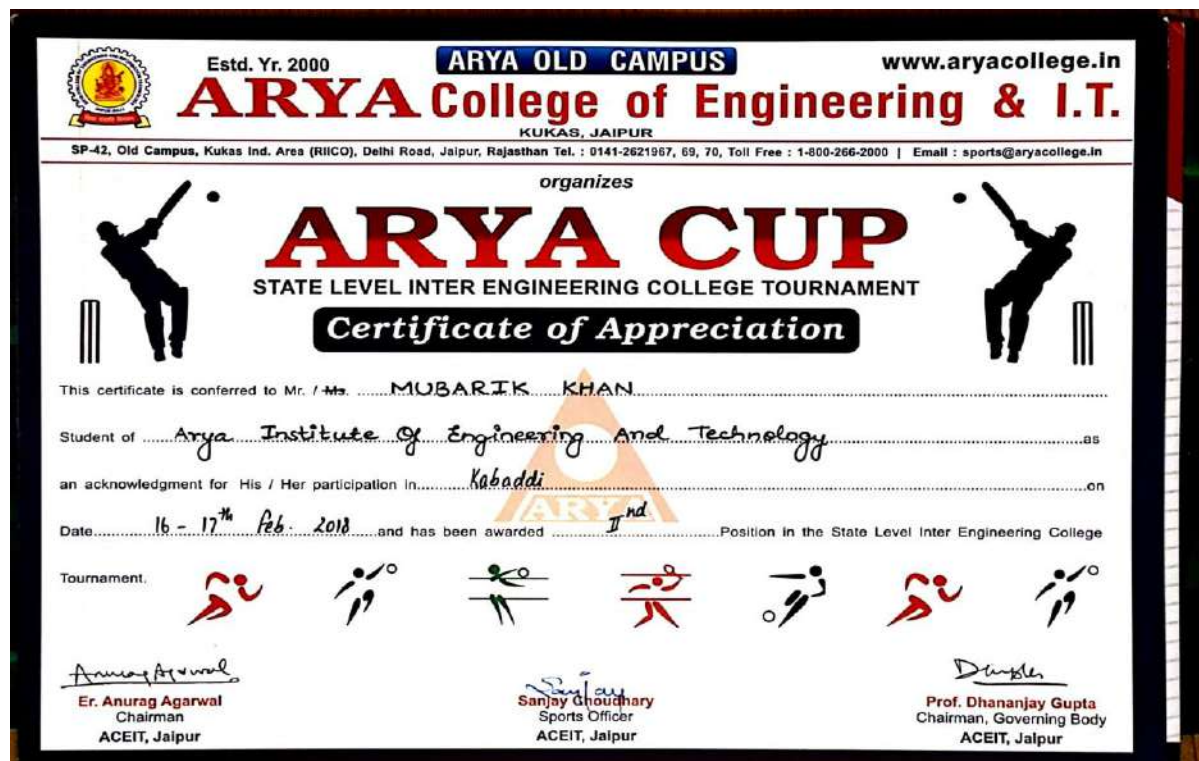 Estd. Yr. 2000 ARYA OLD CAMPUS www.aryacollege.in
ARYA College of Engineering & I.T.
KUKAS, JAIPUR
SP-42, Old Campus, Kukas Ind. Area (RIICO), Delhi Road, Jaipur, Rajasthan Tel. : 0141-2621967, 69, 70, Toll Free : 1-800-266-2000 | Email : sports@aryacollege.in
organizes
ARYA CUP
STATE LEVEL INTER ENGINEERING COLLEGE TOURNAMENT
Certificate of Appreciation
This certificate is conferred to Mr. / Ms. MUBARIK KHAN
Student of Arya Institute Of Engineering And Technology as
an acknowledgment for His / Her participation in Kabaddi on
ARYA
Date 16 - 17th Feb. 2018 and has been awarded IInd Position in the State Level Inter Engineering College
Tournament.
Anurag Agarwal Sanjay
Er. Anurag Agarwal Sanjay Choudhary Prof. Dhananjay Gupta
Chairman Sports Officer Chairman, Governing Body
ACEIT, Jaipur ACEIT, Jaipur ACEIT, Jaipur